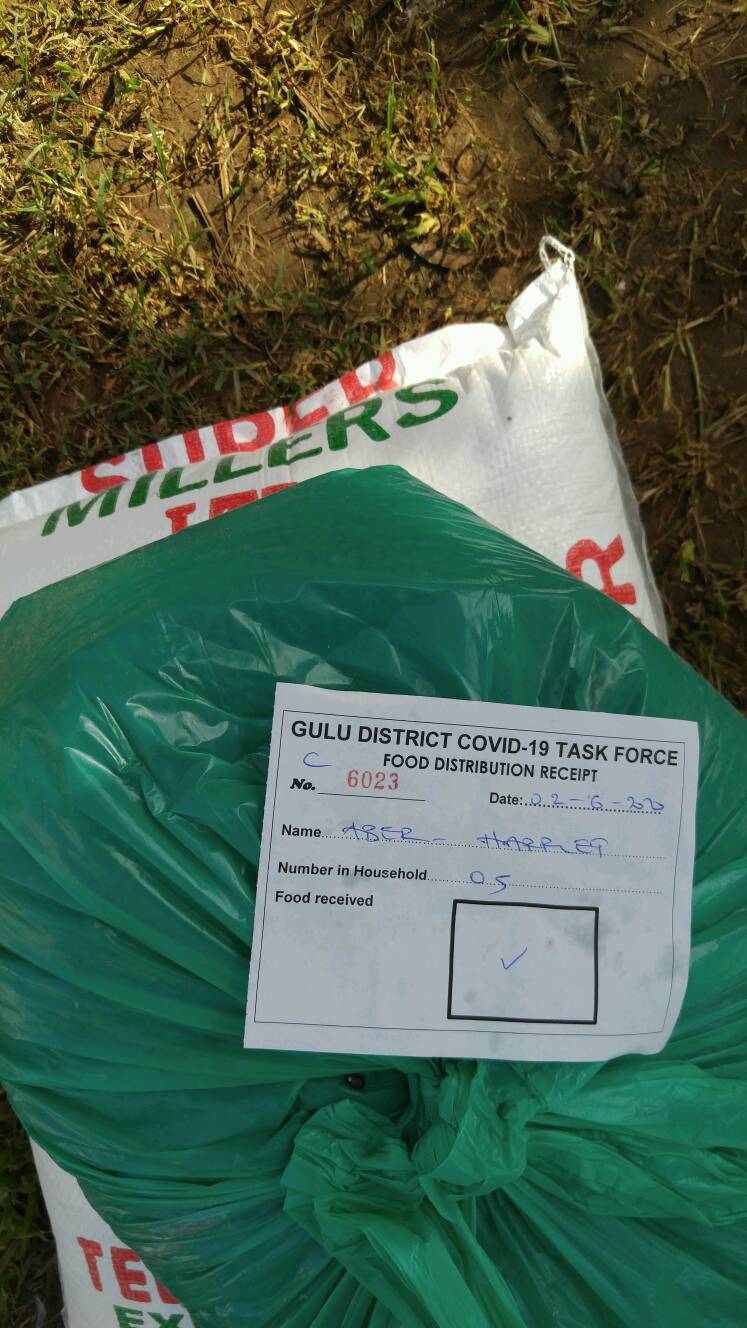 MILLERS
GULU DISTRICT COVID-19 TASK FORCE
FOOD DISTRIBUTION RECEIPT
C
No. 6023
Date: 02-6-20
Name ABER - HARRIET
Number in Household 05
Food received
✓